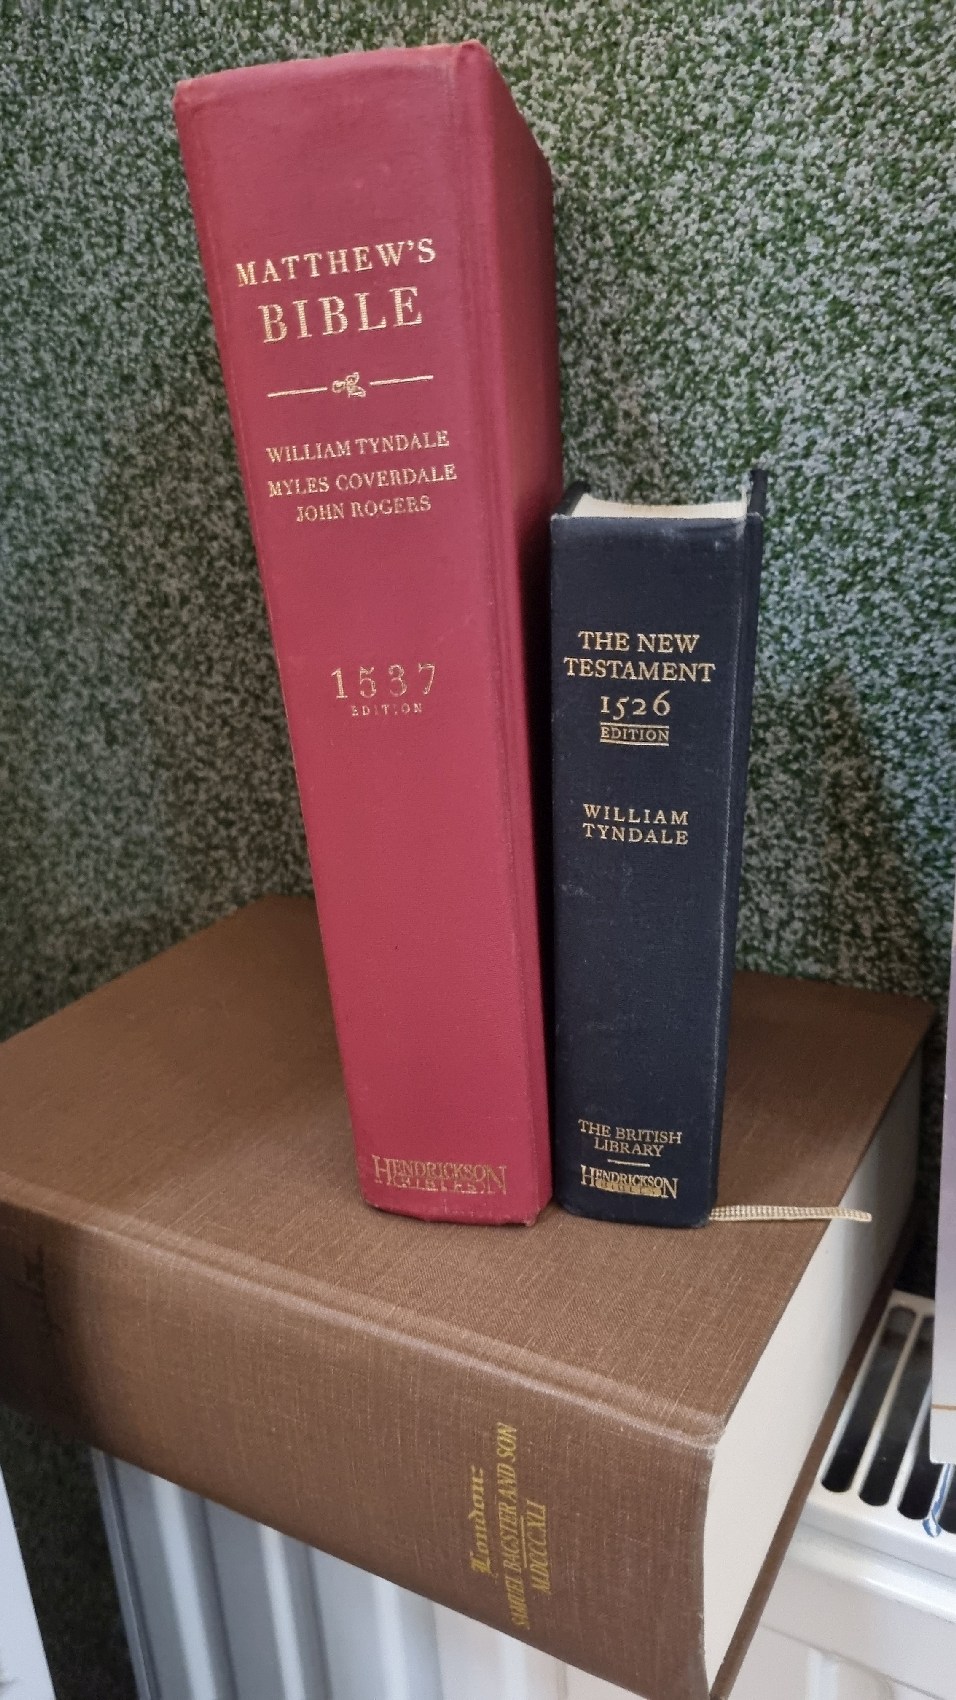 MATTHEW'S
BIBLE
WILLIAM TYNDALE
MYLES COVERDALE
JOHN ROGERS
1537
EDITION
HENDRICKSON
THE NEW
TESTAMENT
1526
EDITION
WILLIAM
TYNDALE
THE BRITISH
LIBRARY
HENDRICKSON
London:
SAMUEL BAGSTER AND SON
MDCCCXLI